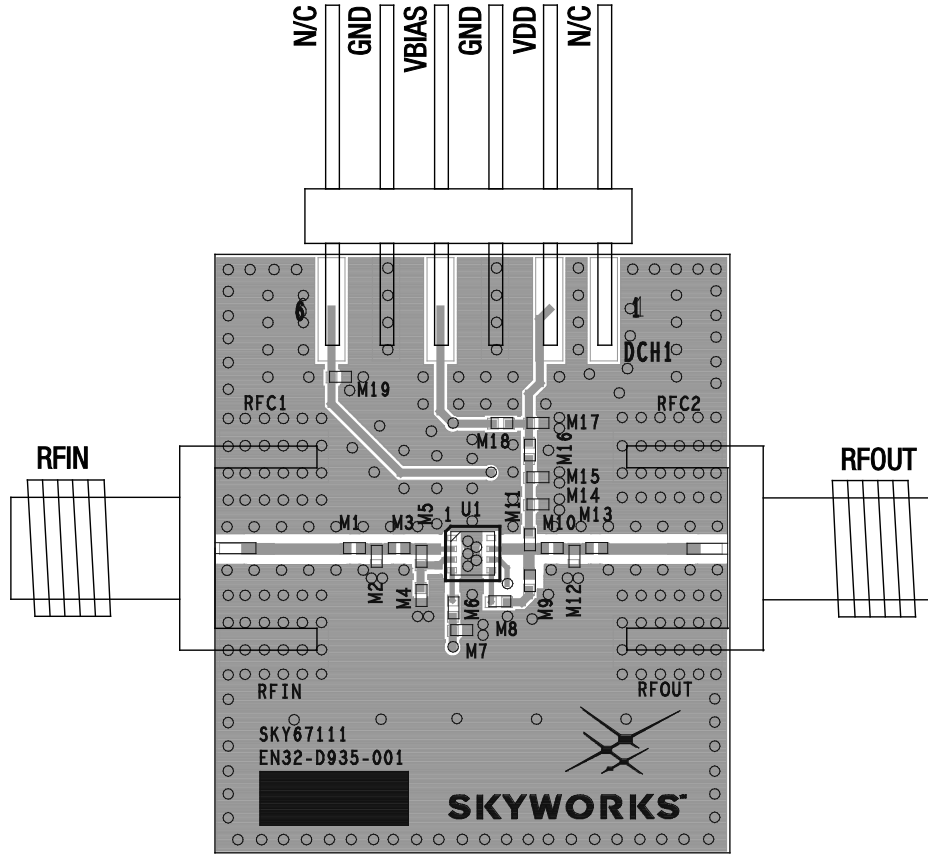 N/C
GND
VBIAS
GND
VDD
N/C
6
1
DCH1
M19
RFC1
RFC2
M18
M17
M16
RFIN
RFOUT
M15
M14
M11
M13
M5
1
U1
M1
M3
M10
M2
M4
M6
M8
M9
M12
M7
RFIN
RFOUT
SKY67111
EN32-D935-001
SKYWORKS